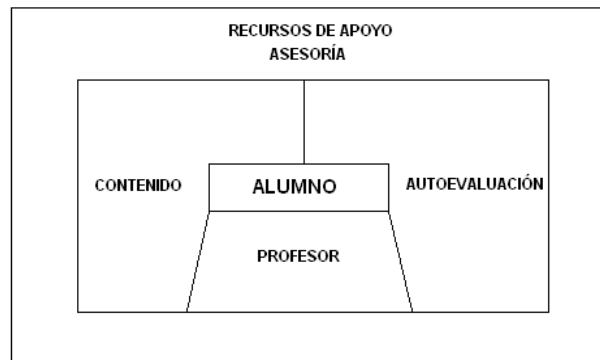 RECURSOS DE APOYO
ASESORÍA
CONTENIDO
ALUMNO
AUTOEVALUACIÓN
PROFESOR